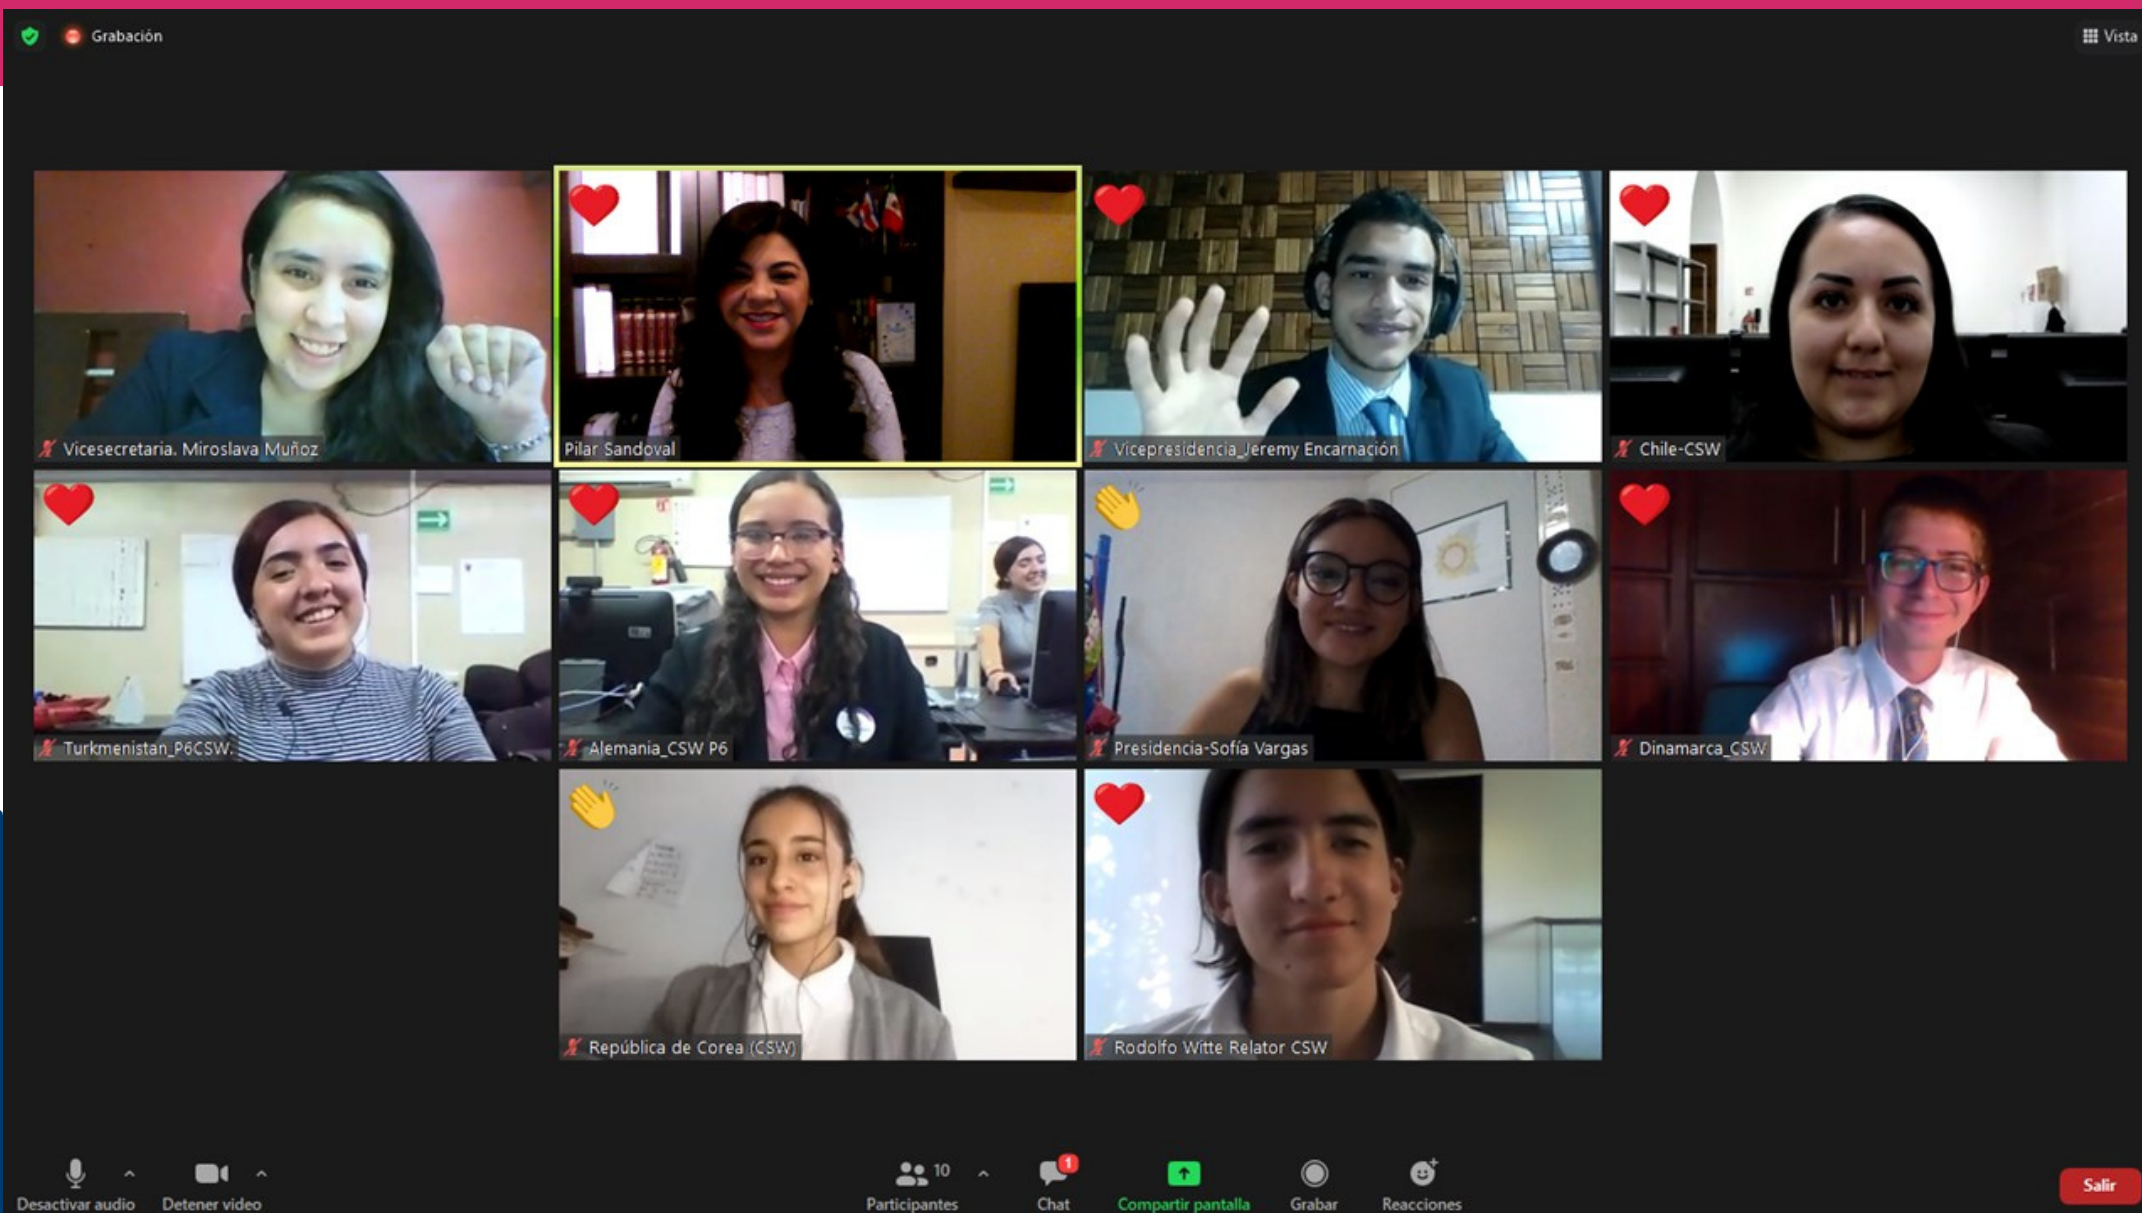 Grabación
Vista
Vicesecretaria. Miroslava Muñoz
Pilar Sandoval
Vicepresidencia_Jeremy Encarnación
Chile-CSW
Turkmenistan_P6CSW.
Alemania_CSW P6
Presidencia-Sofía Vargas
Dinamarca_CSW
República de Corea (CSW)
Rodolfo Witte Relator CSW
10
1
Desactivar audio
Detener video
Participantes
Chat
Compartir pantalla
Grabar
Reacciones
Salir